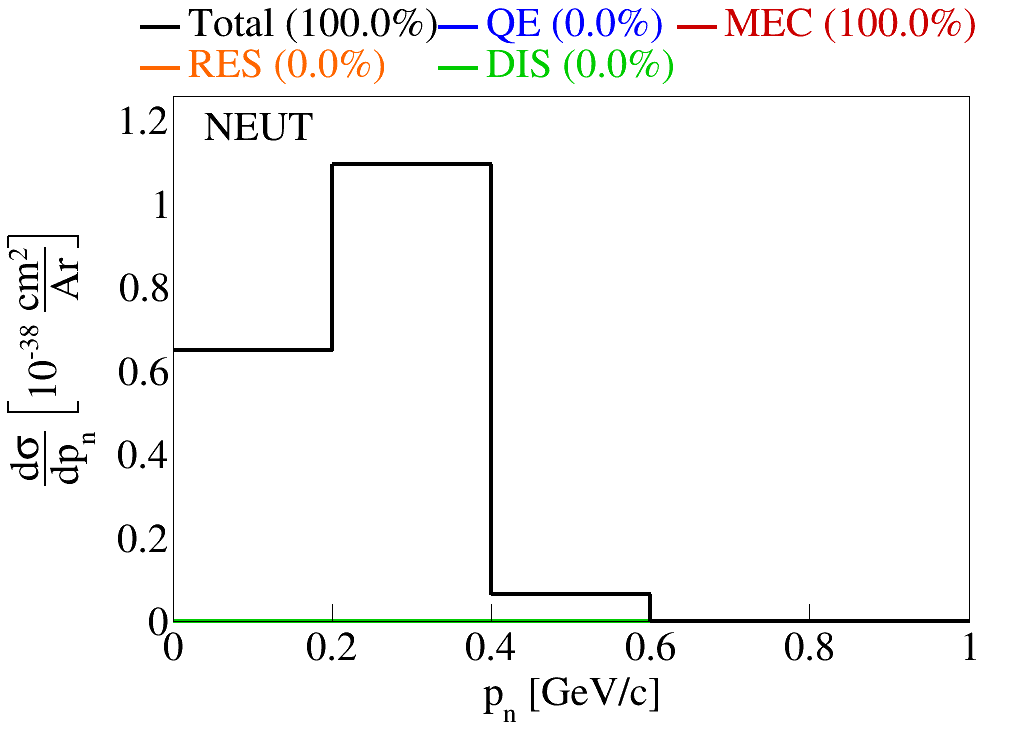 Total (100.0%) QE (0.0%) MEC (100.0%)
RES (0.0%) DIS (0.0%)
NEUT
1.2
1
0.8
0.6
0.4
0.2
0
0 0.2 0.4 0.6 0.8 1
p_n [GeV/c]
dσ/dp_n [10^-38 cm^2/Ar]